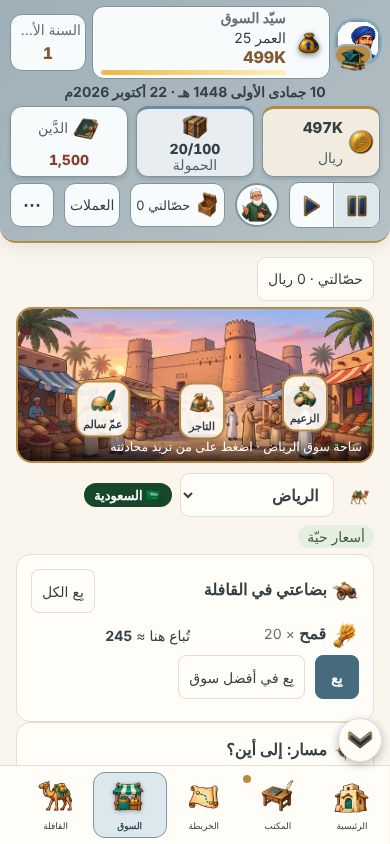 سيّد السوق
العمر 25
499K
السنة الأ...
1
10 جمادى الأولى 1448 هـ · 22 أكتوبر 2026م
497K
ريال
20/100
الحمولة
الدَّين
1,500
حصّالتي 0
العملات
...
حصّالتي · 0 ريال
الزعيم
التاجر
عمّ سالم
ساحة سوق الرياض · اضغط على من تريد محادثته
الرياض
السعودية
أسعار حيّة
بضاعتي في القافلة
بِع الكل
قمح × 20
تُباع هنا ≈ 245
بِع
بِع في أفضل سوق
مسار: إلى أين؟
الرئيسية
المكتب
الخريطة
السوق
القافلة